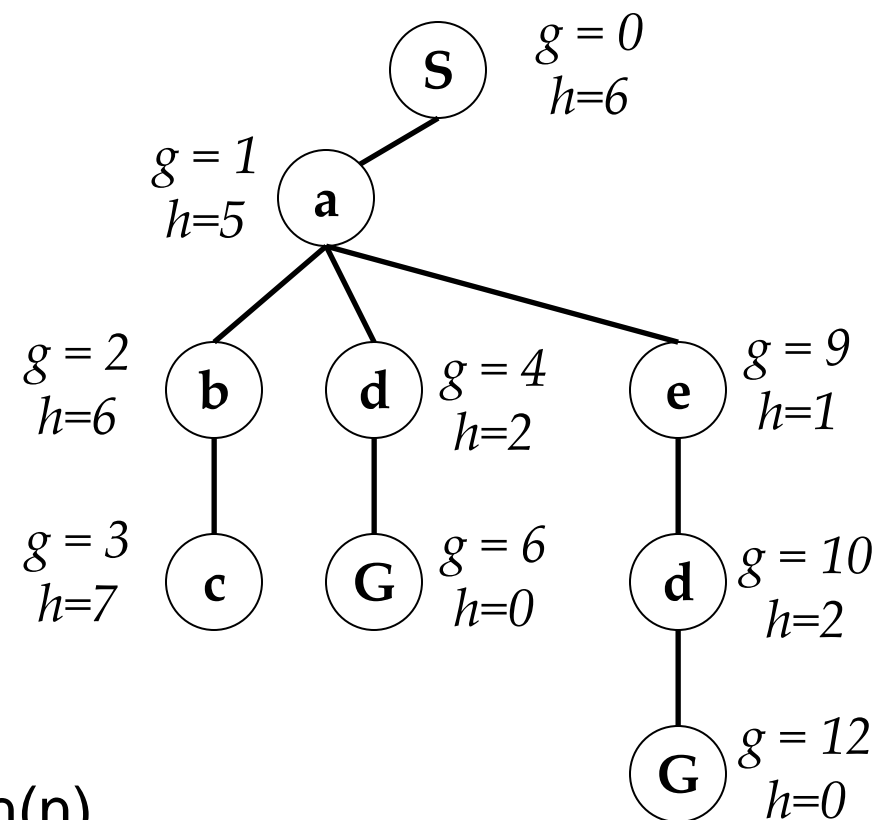 S
g = 0
h=6
g = 1
h=5
a
g = 2
h=6
b
d
g = 4
h=2
e
g = 9
h=1
g = 3
h=7
c
G
g = 6
h=0
d
g = 10
h=2
G
g = 12
h=0
h(n)